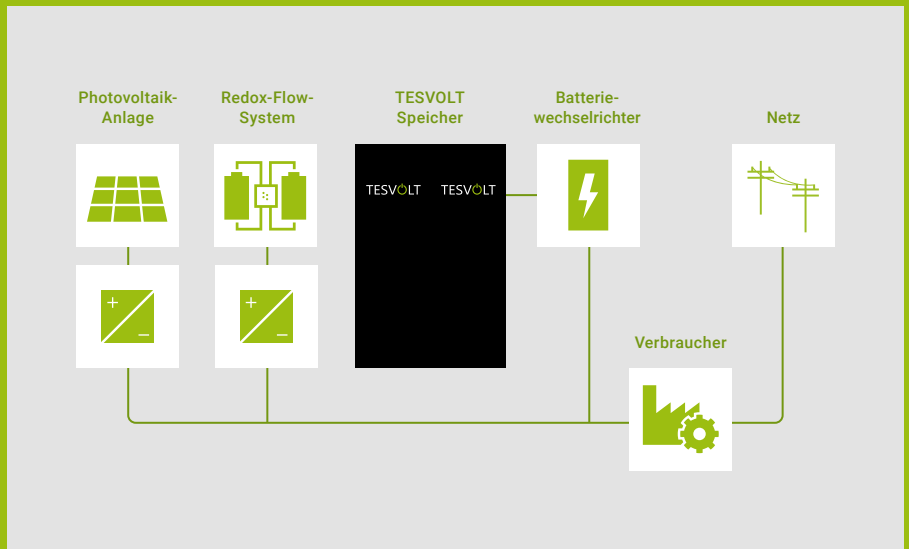 Photovoltaik-
Anlage
Redox-Flow-
System
TESVOLT
Speicher
Batterie-
wechselrichter
Netz
TESVOLT TESVOLT
+
−
+
−
Verbraucher